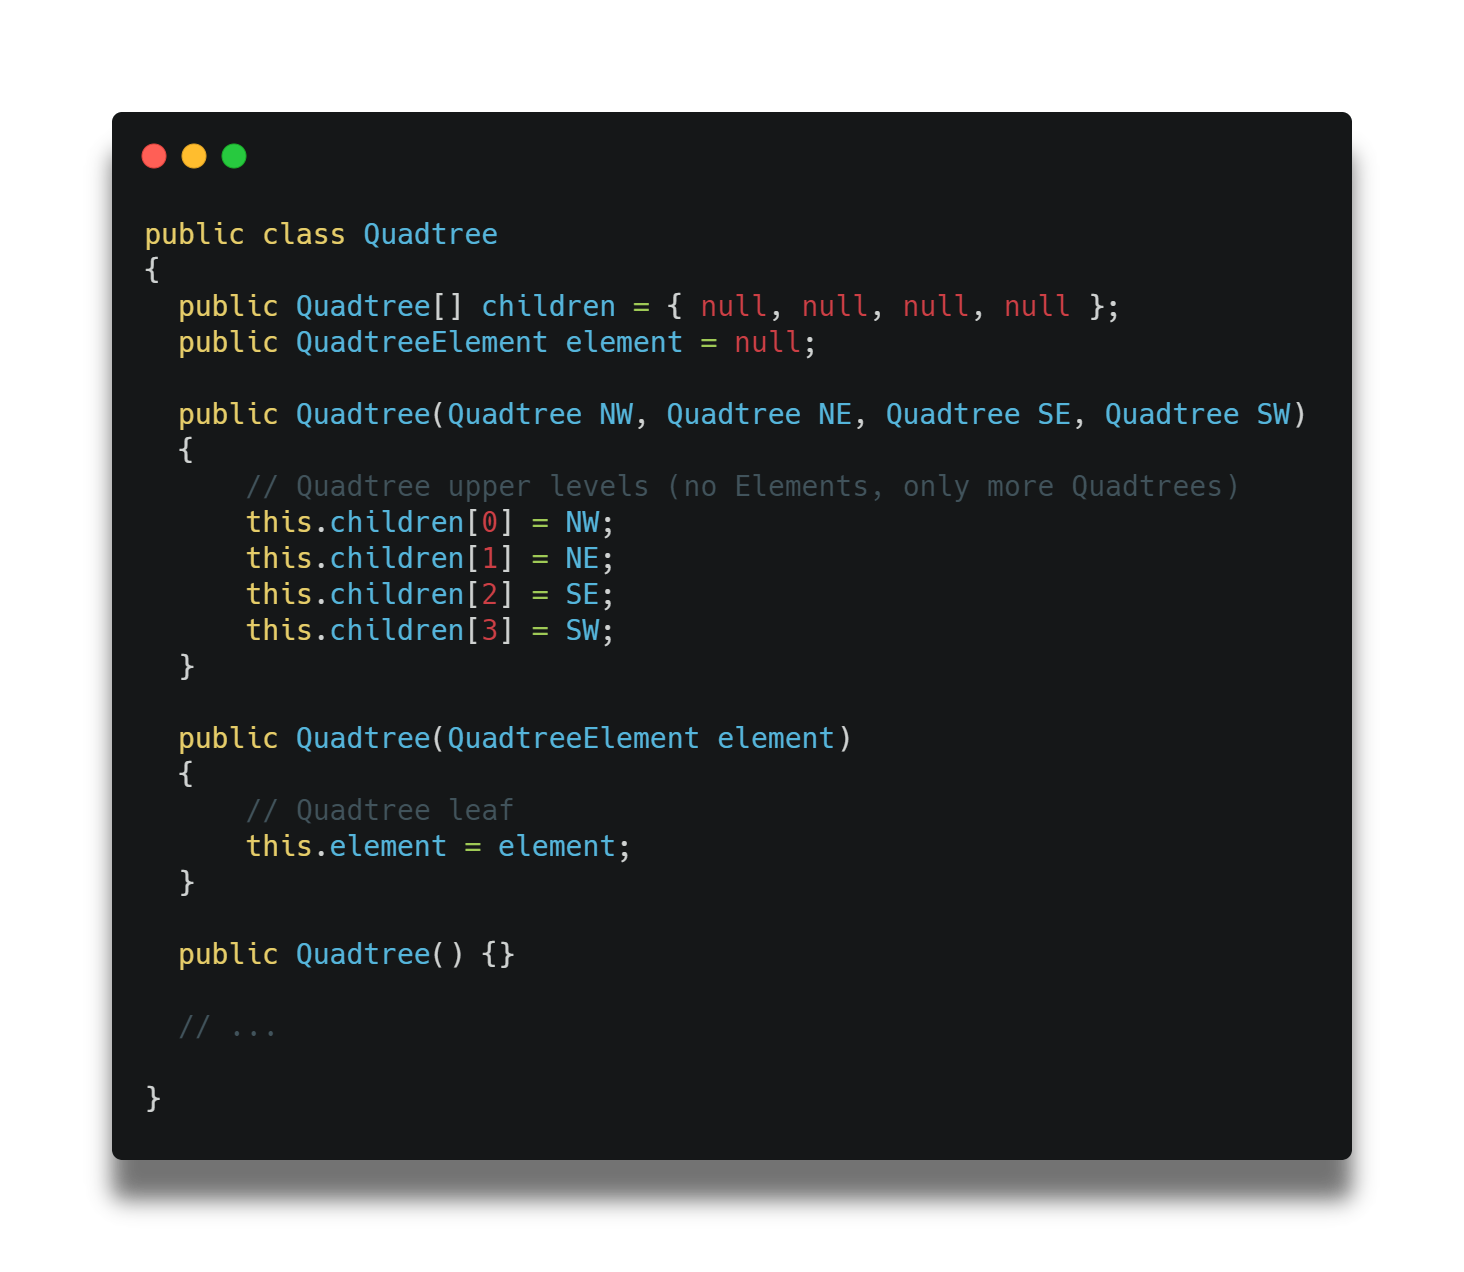 public class Quadtree
{
  public Quadtree[] children = { null, null, null, null };
  public QuadtreeElement element = null;

  public Quadtree(Quadtree NW, Quadtree NE, Quadtree SE, Quadtree SW)
  {
      // Quadtree upper levels (no Elements, only more Quadtrees)
      this.children[0] = NW;
      this.children[1] = NE;
      this.children[2] = SE;
      this.children[3] = SW;
  }

  public Quadtree(QuadtreeElement element)
  {
      // Quadtree leaf
      this.element = element;
  }

  public Quadtree() {}

  // ...

}